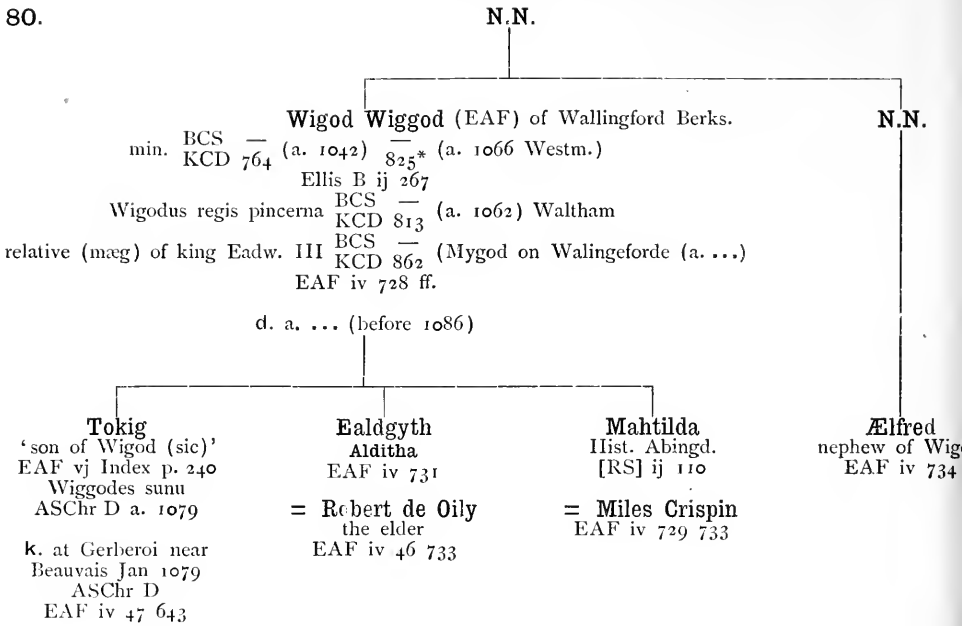 80.
N.N.
Wigod Wiggod (EAF) of Wallingford Berks.
N.N.
min. BCS — KCD 764 (a. 1042) — 825* (a. 1066 Westm.)
Ellis B ij 267
Wigodus regis pincerna BCS — KCD 813 (a. 1062) Waltham
relative (mæg) of king Eadw. III BCS — KCD 862 (Mygod on Walingeforde (a. ...)
EAF iv 728 ff.
d. a. ... (before 1086)
Tokig
'son of Wigod (sic)'
EAF vj Index p. 240
Wiggodes sunu
ASChr D a. 1079
k. at Gerberoi near
Beauvais Jan 1079
ASChr D
EAF iv 47 643
Ealdgyth
Alditha
EAF iv 731
= Robert de Oily
the elder
EAF iv 46 733
Mahtilda
Hist. Abingd.
[RS] ij 110
= Miles Crispin
EAF iv 729 733
Ælfred
nephew of Wig
EAF iv 734